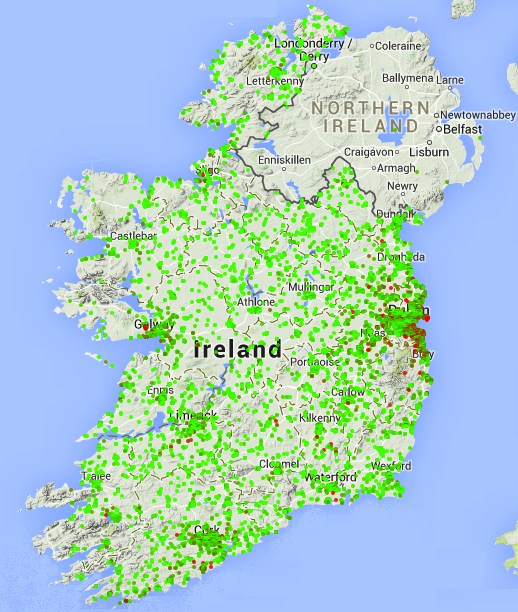 Londonderry /
Derry
Coleraine
Letterkenny
Ballymena
Larne
NORTHERN
IRELAND
Newtownabbey
Belfast
Craigavon
Lisburn
Enniskillen
Armagh
Sligo
Newry
Dundalk
Castlebar
Drogheda
Mullingar
Athlone
Dublin
Galway
Naas
Ireland
Portlaoise
Bray
Ennis
Carlow
Limerick
Kilkenny
Clonmel
Wexford
Tralee
Waterford
Cork